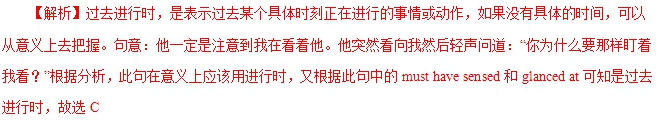 【解析】过去进行时，是表示过去某个具体时刻正在进行的事情或动作，如果没有具体的时间，可以
从意义上去把握。句意：他一定是注意到我在看着他。他突然看向我然后轻声问道：“你为什么要那样盯着
我看？”根据分析，此句在意义上应该用进行时，又根据此句中的 must have sensed 和 glanced at 可知是过去
进行时，故选 C